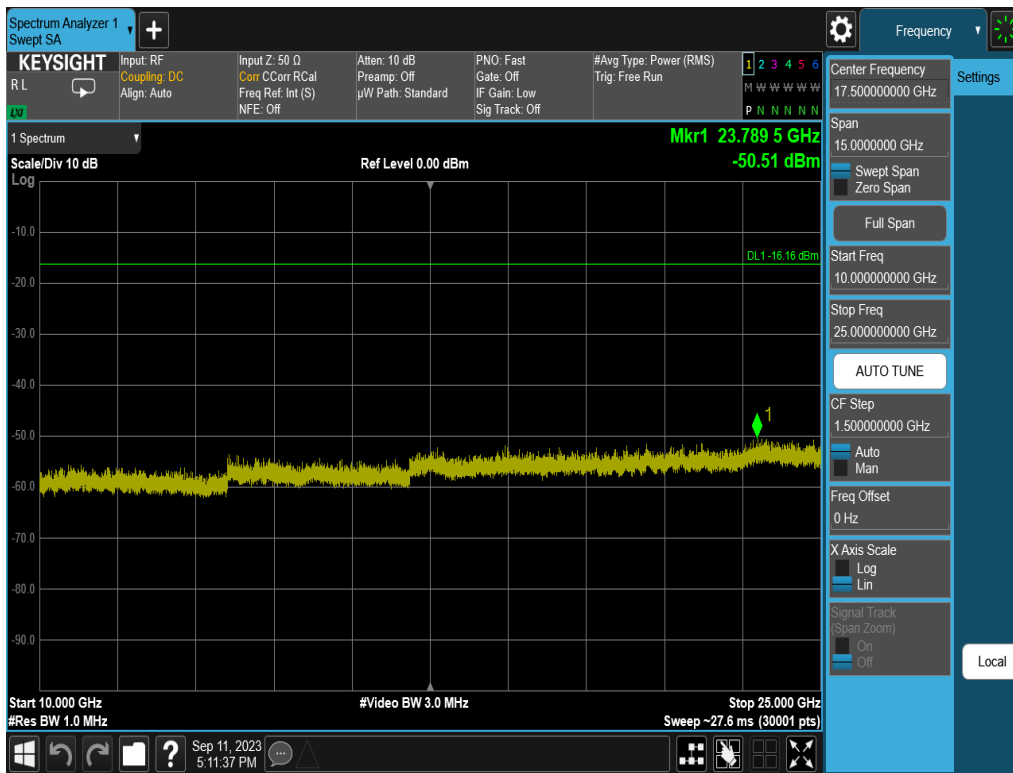 Spectrum Analyzer 1
Swept SA
+
Frequency
KEYSIGHT
R L
LXI
Input: RF
Coupling: DC
Align: Auto
Input Z: 50 Ω
Corr CCorr RCal
Freq Ref: Int (S)
NFE: Off
Atten: 10 dB
Preamp: Off
µW Path: Standard
PNO: Fast
Gate: Off
IF Gain: Low
Sig Track: Off
#Avg Type: Power (RMS)
Trig: Free Run
1 2 3 4 5 6
M W W W W W
P N N N N N
1 Spectrum
Scale/Div 10 dB
Log
Ref Level 0.00 dBm
Mkr1 23.789 5 GHz
-50.51 dBm
DL1 -16.16 dBm
1
-10.0
-20.0
-30.0
-40.0
-50.0
-60.0
-70.0
-80.0
-90.0
Start 10.000 GHz
#Res BW 1.0 MHz
#Video BW 3.0 MHz
Stop 25.000 GHz
Sweep ~27.6 ms (30001 pts)
Center Frequency
17.500000000 GHz
Span
15.0000000 GHz
Swept Span
Zero Span
Full Span
Start Freq
10.000000000 GHz
Stop Freq
25.000000000 GHz
AUTO TUNE
CF Step
1.500000000 GHz
Auto
Man
Freq Offset
0 Hz
X Axis Scale
Log
Lin
Signal Track
(Span Zoom)
On
Off
Settings
Local
?
Sep 11, 2023
5:11:37 PM